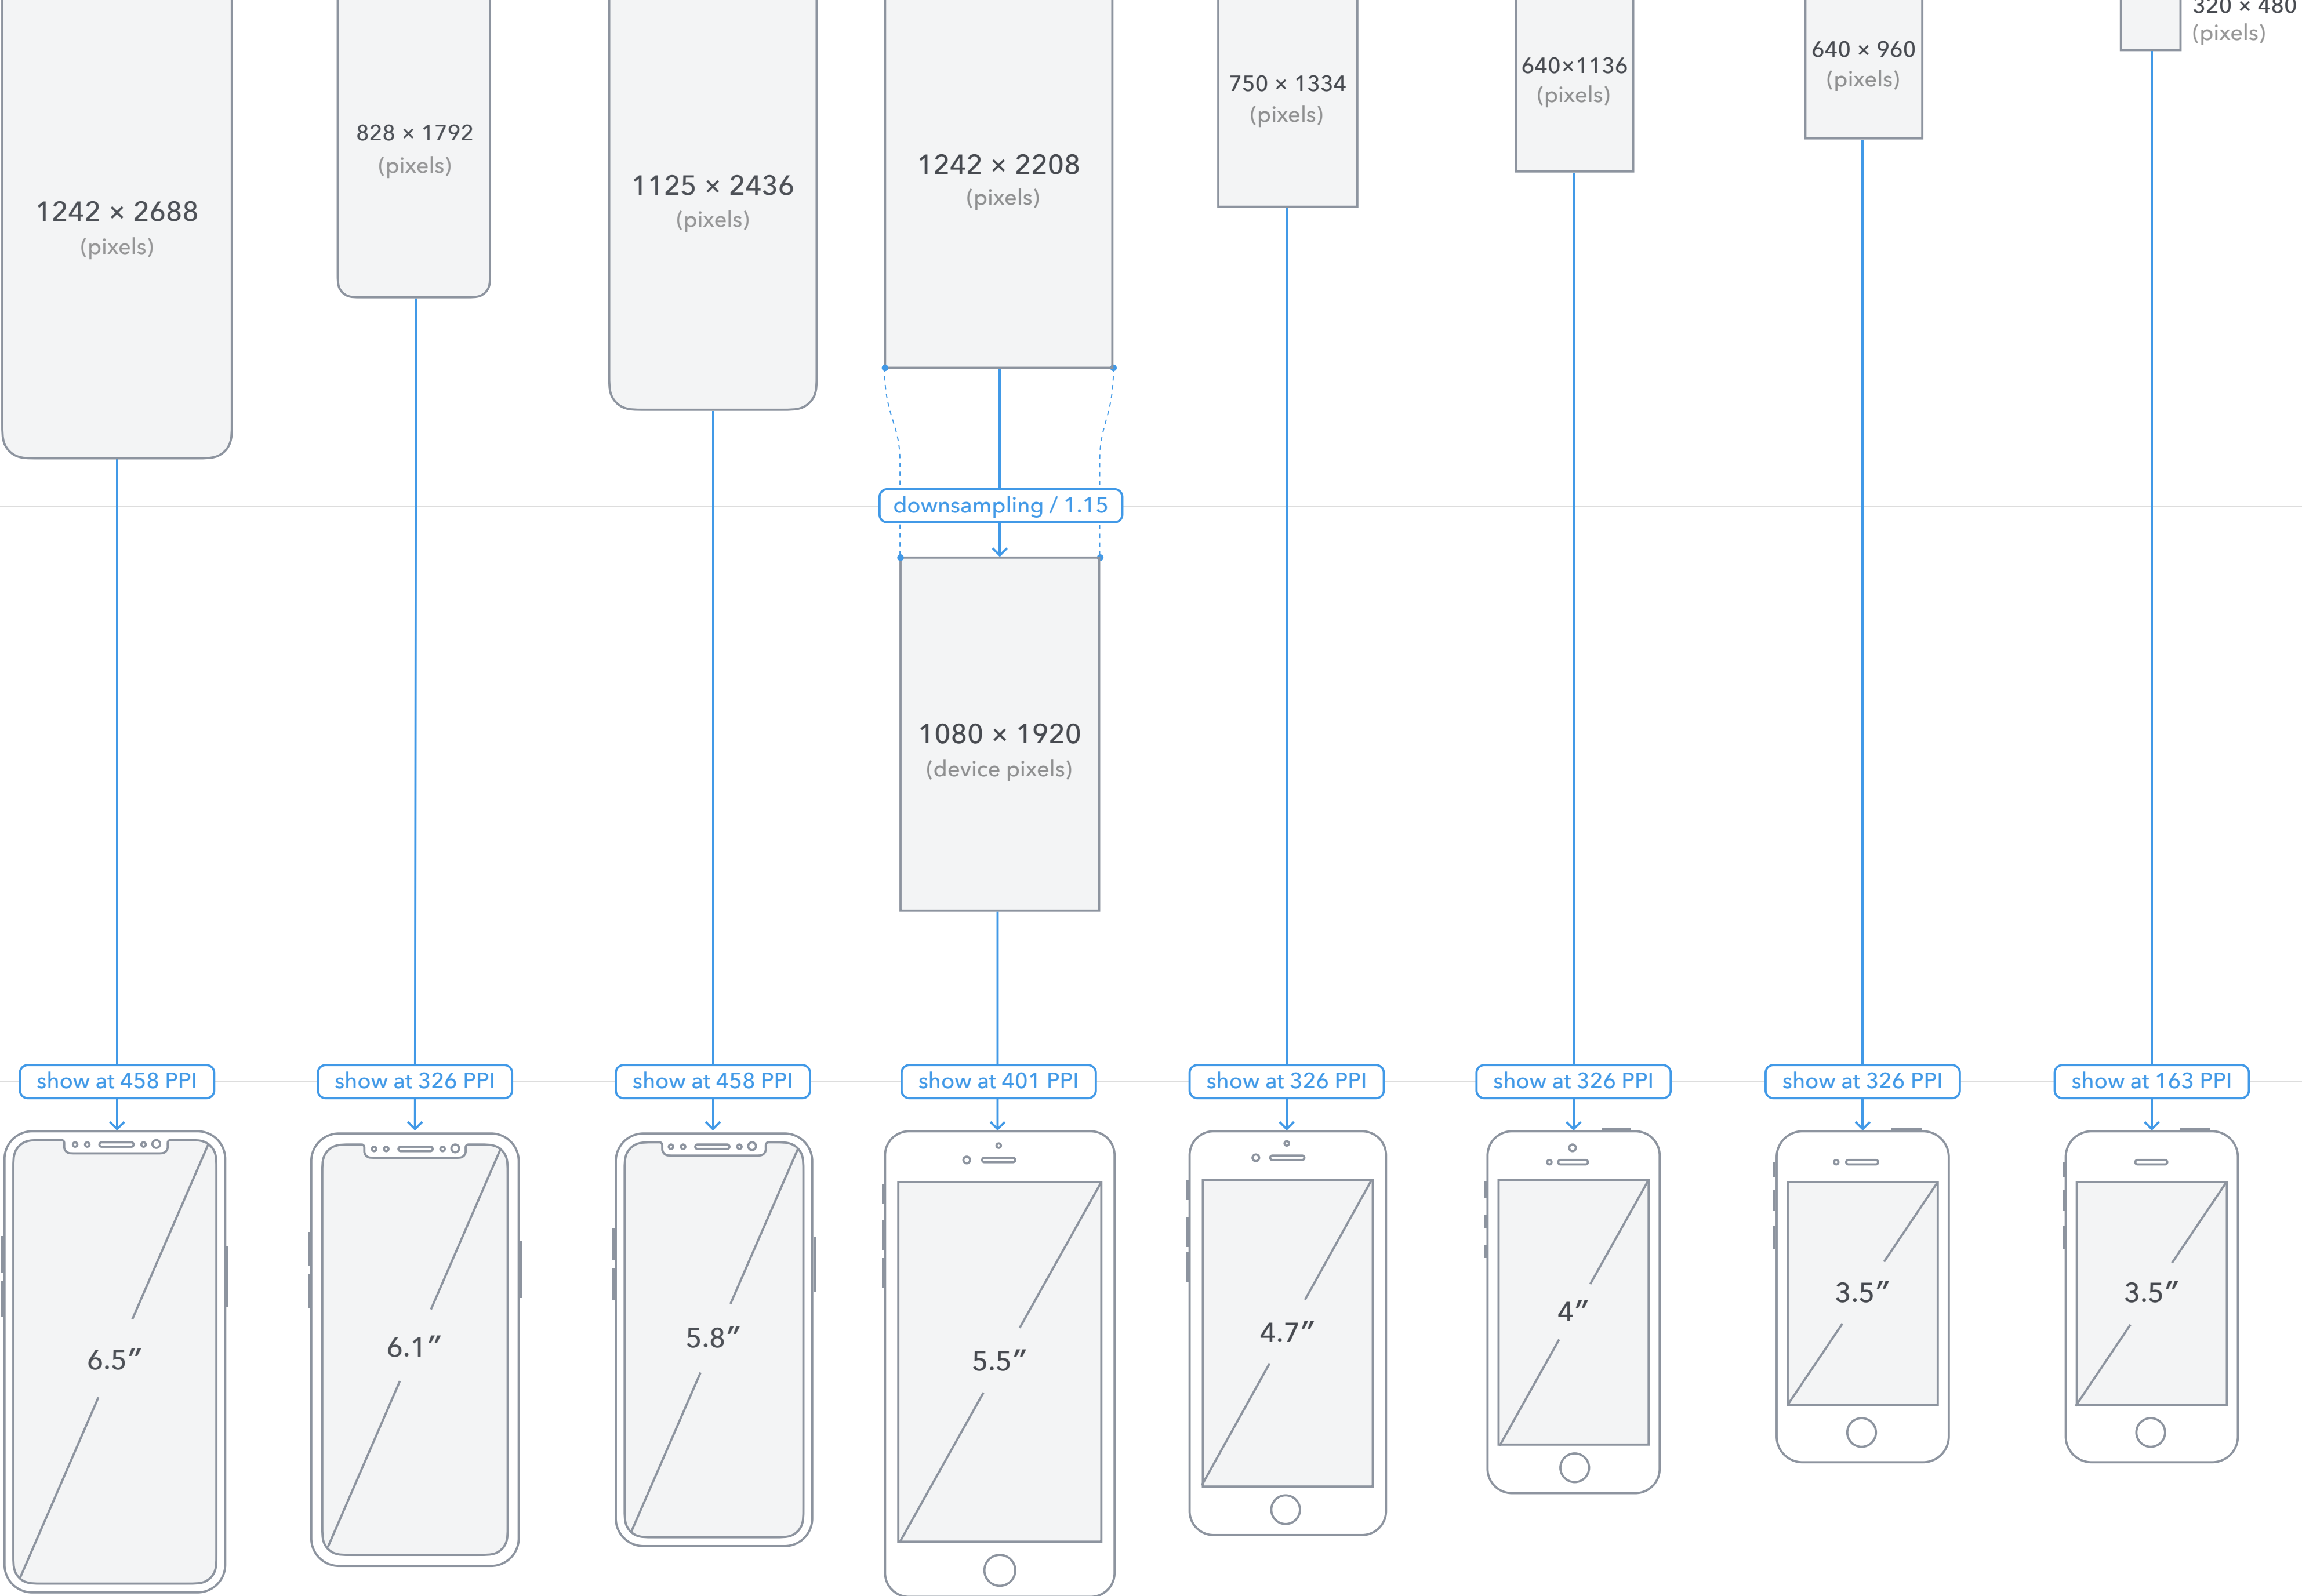 320 × 480
(pixels)
640 × 960
(pixels)
640×1136
(pixels)
750 × 1334
(pixels)
828 × 1792
(pixels)
1242 × 2208
(pixels)
1125 × 2436
(pixels)
1242 × 2688
(pixels)
downsampling / 1.15
1080 × 1920
(device pixels)
show at 458 PPI
show at 326 PPI
show at 458 PPI
show at 401 PPI
show at 326 PPI
show at 326 PPI
show at 326 PPI
show at 163 PPI
6.5″
6.1″
5.8″
5.5″
4.7″
4″
3.5″
3.5″